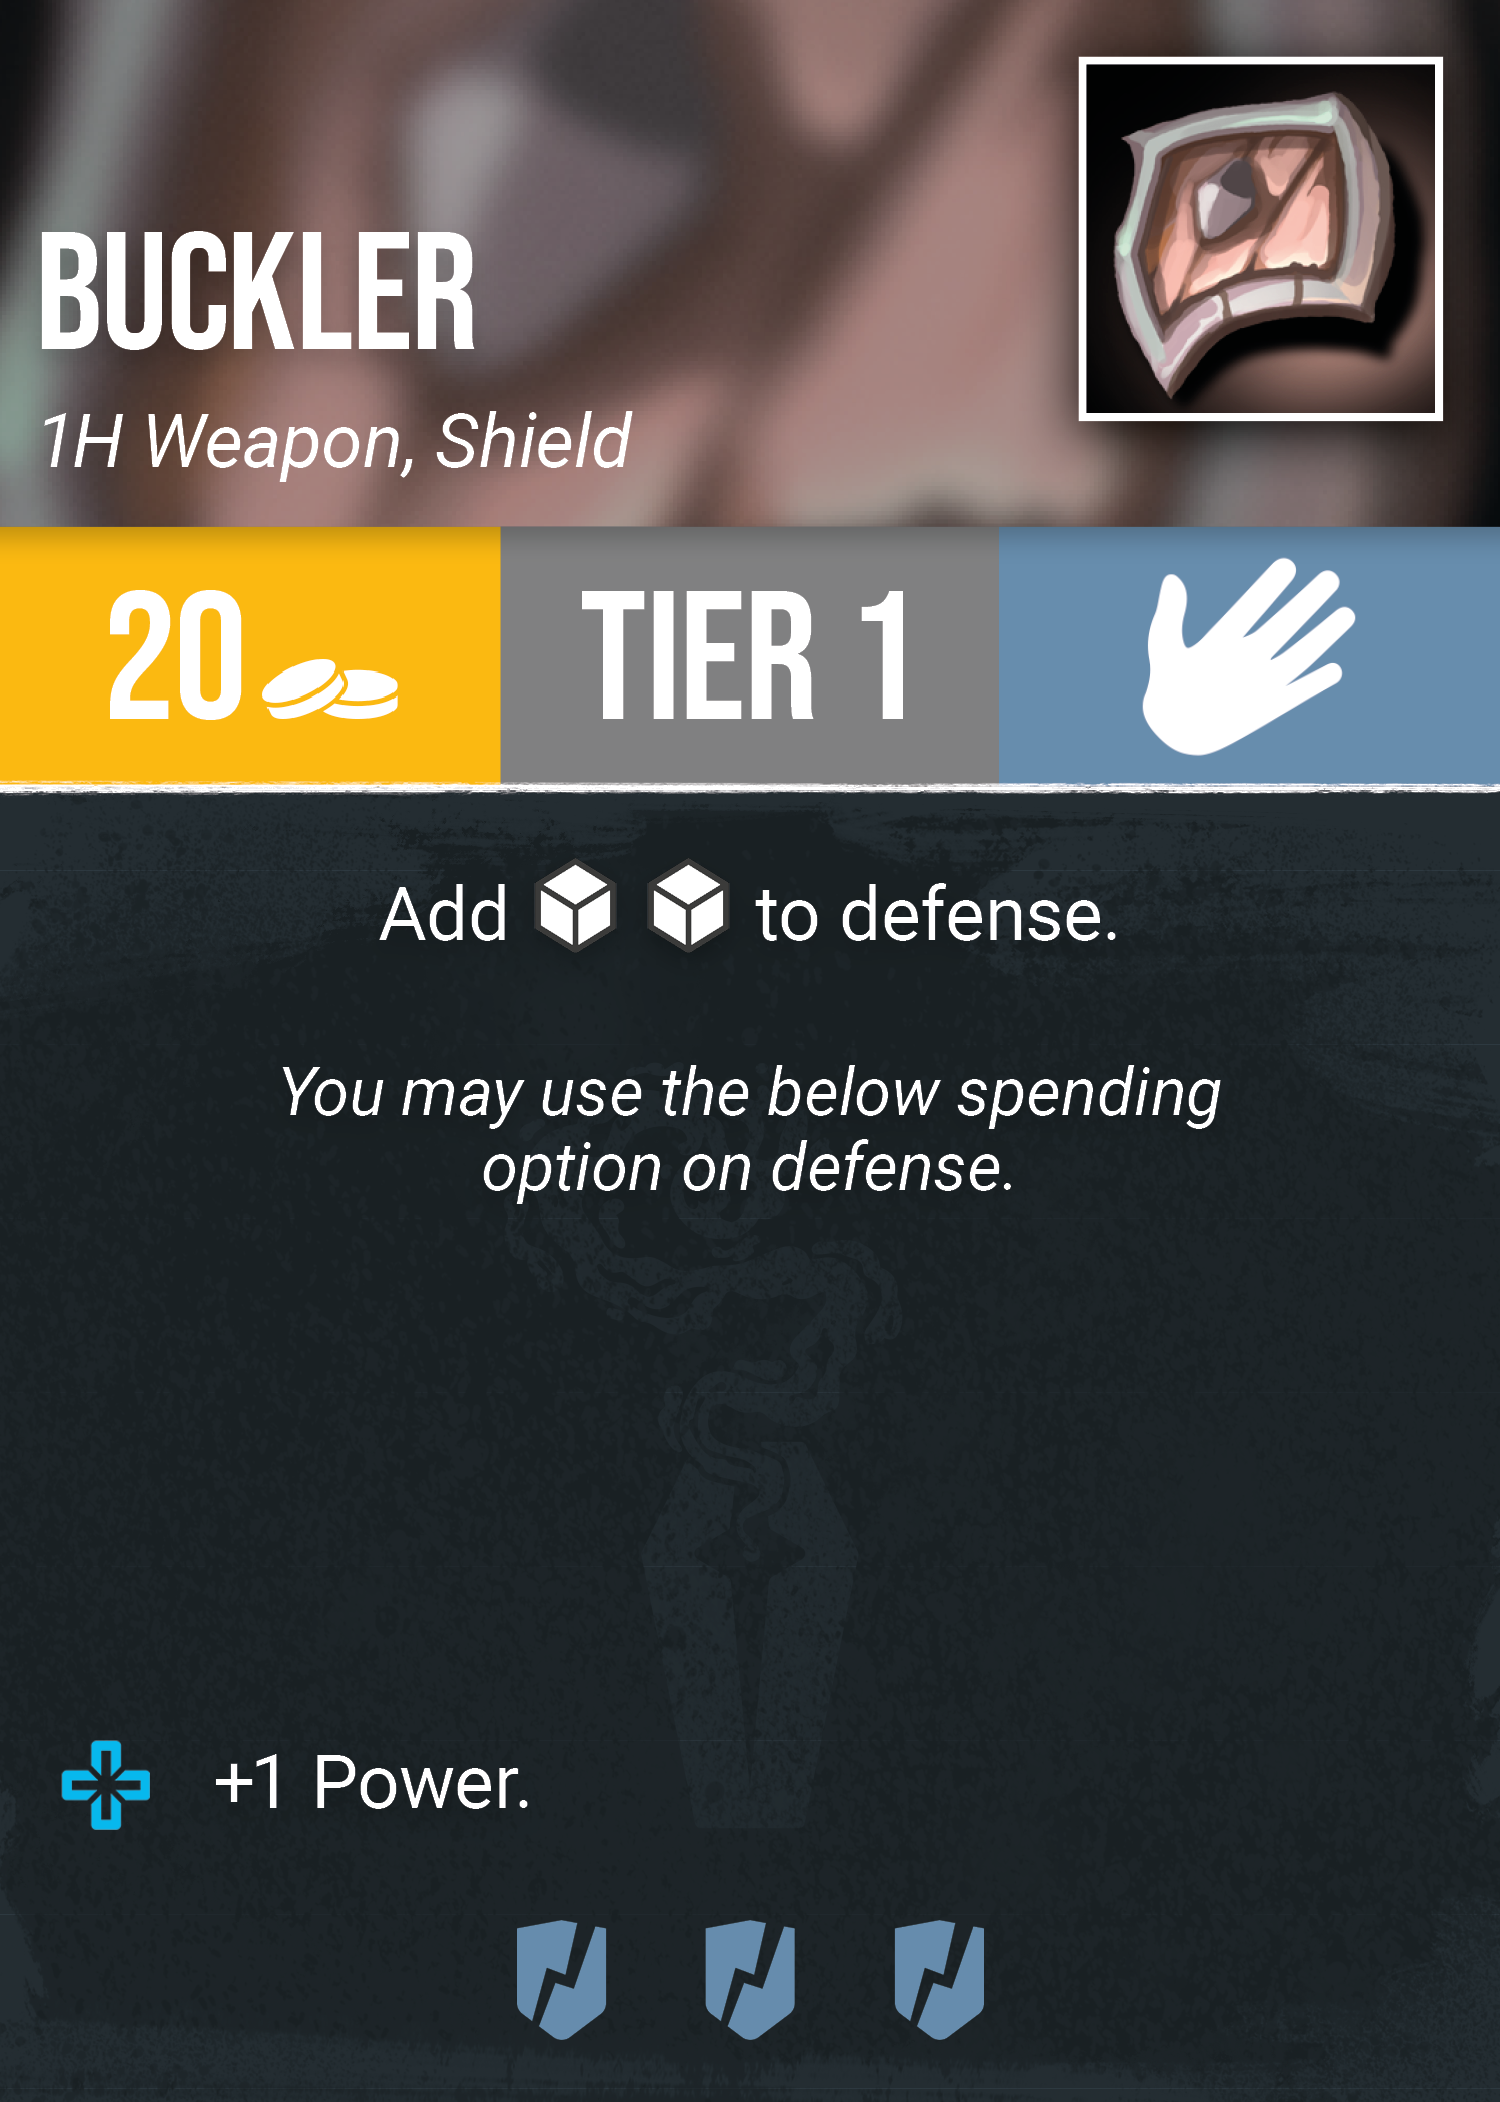 BUCKLER
1H Weapon, Shield
20
TIER 1
Add to defense.
You may use the below spending
option on defense.
+1 Power.